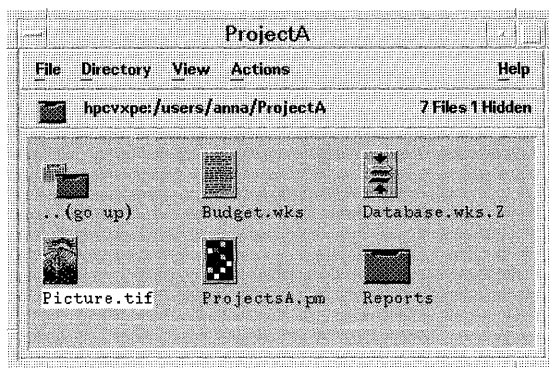 ProjectA
File Directory View Actions Help
hpcvxpe:/users/anna/ProjectA 7 Files 1 Hidden
..(go up) Budget.wks Database.wks.Z
Picture.tif ProjectsA.pm Reports